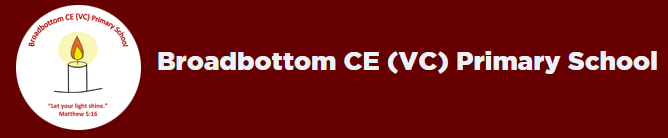 Broadbottom CE (VC) Primary School
"Let your light shine."
Matthew 5:16
Broadbottom CE (VC) Primary School